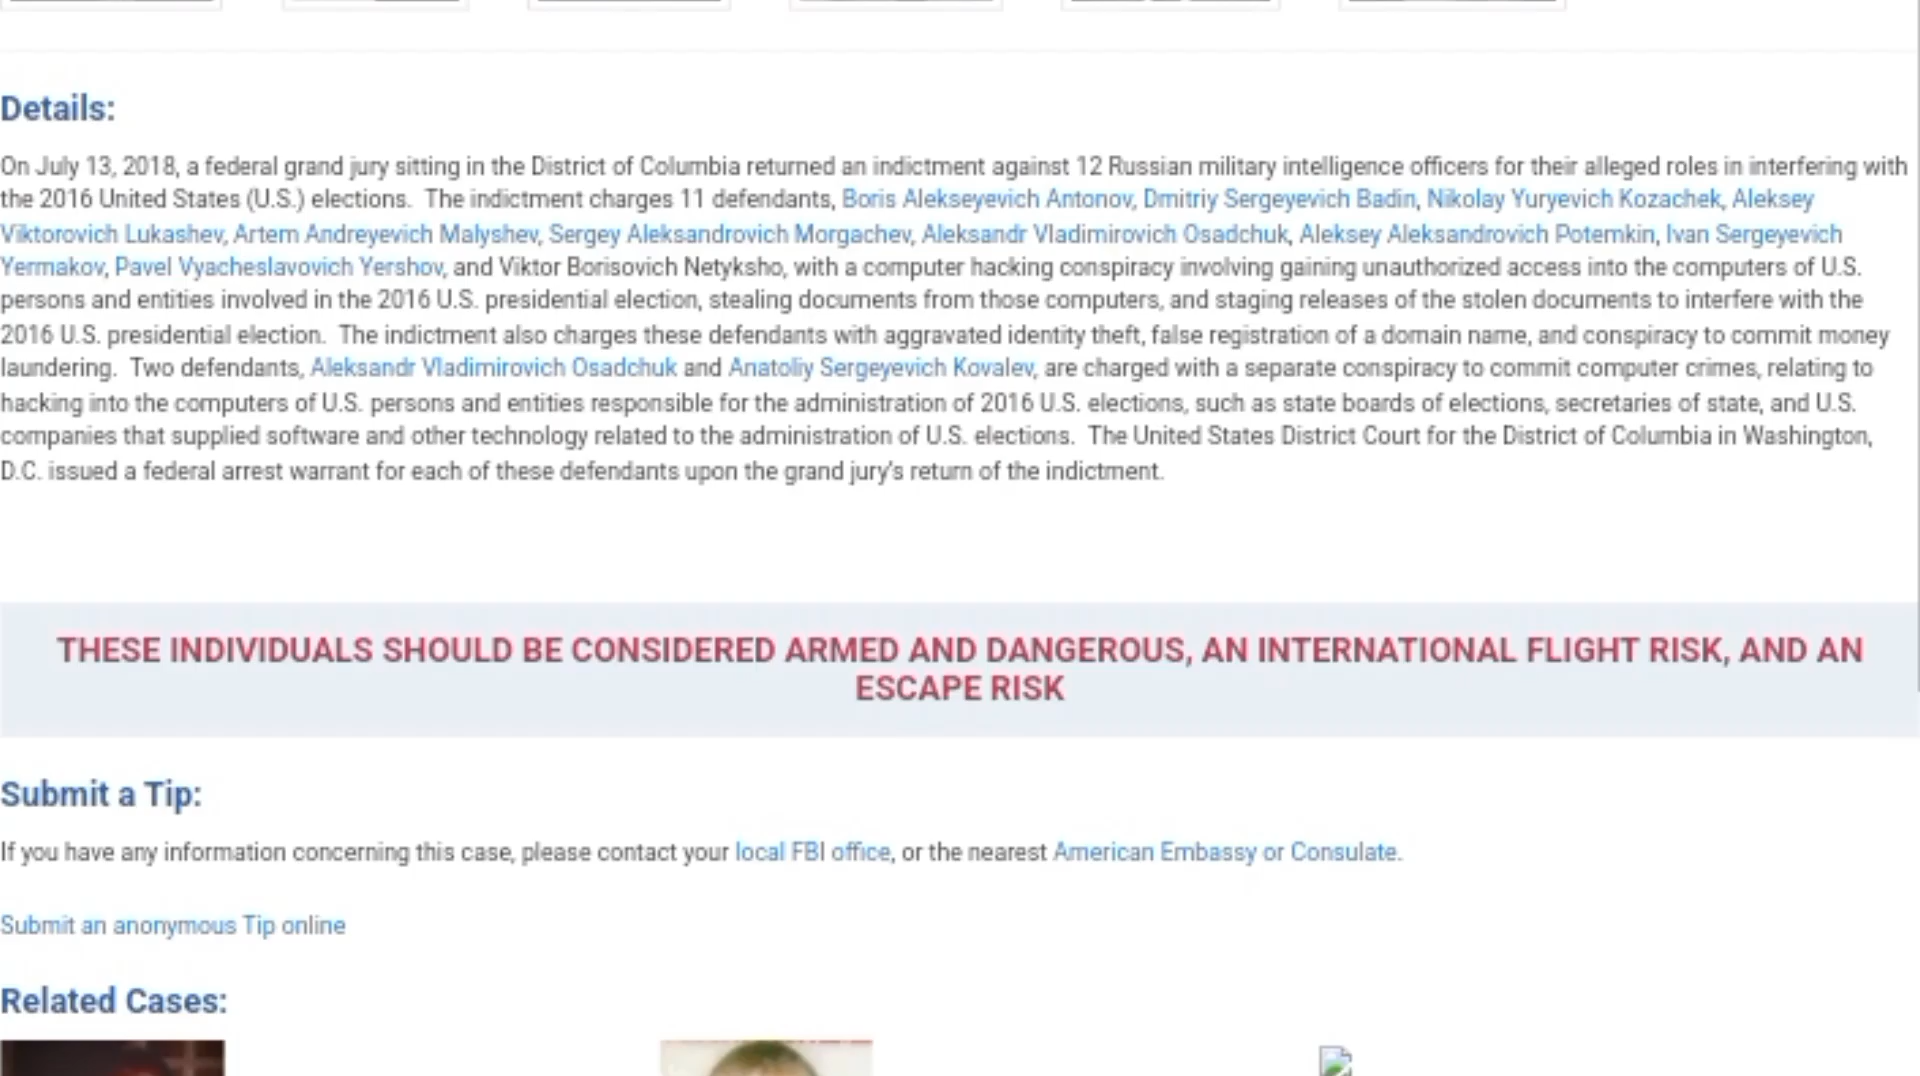 Details:
On July 13, 2018, a federal grand jury sitting in the District of Columbia returned an indictment against 12 Russian military intelligence officers for their alleged roles in interfering with
the 2016 United States (U.S.) elections.  The indictment charges 11 defendants, Boris Alekseyevich Antonov, Dmitriy Sergeyevich Badin, Nikolay Yuryevich Kozachek, Aleksey
Viktorovich Lukashev, Artem Andreyevich Malyshev, Sergey Aleksandrovich Morgachev, Aleksandr Vladimirovich Osadchuk, Aleksey Aleksandrovich Potemkin, Ivan Sergeyevich
Yermakov, Pavel Vyacheslavovich Yershov, and Viktor Borisovich Netyksho, with a computer hacking conspiracy involving gaining unauthorized access into the computers of U.S.
persons and entities involved in the 2016 U.S. presidential election, stealing documents from those computers, and staging releases of the stolen documents to interfere with the
2016 U.S. presidential election.  The indictment also charges these defendants with aggravated identity theft, false registration of a domain name, and conspiracy to commit money
laundering.  Two defendants, Aleksandr Vladimirovich Osadchuk and Anatoliy Sergeyevich Kovalev, are charged with a separate conspiracy to commit computer crimes, relating to
hacking into the computers of U.S. persons and entities responsible for the administration of 2016 U.S. elections, such as state boards of elections, secretaries of state, and U.S.
companies that supplied software and other technology related to the administration of U.S. elections.  The United States District Court for the District of Columbia in Washington,
D.C. issued a federal arrest warrant for each of these defendants upon the grand jury's return of the indictment.
THESE INDIVIDUALS SHOULD BE CONSIDERED ARMED AND DANGEROUS, AN INTERNATIONAL FLIGHT RISK, AND AN
ESCAPE RISK
Submit a Tip:
If you have any information concerning this case, please contact your local FBI office, or the nearest American Embassy or Consulate.
Submit an anonymous Tip online
Related Cases: